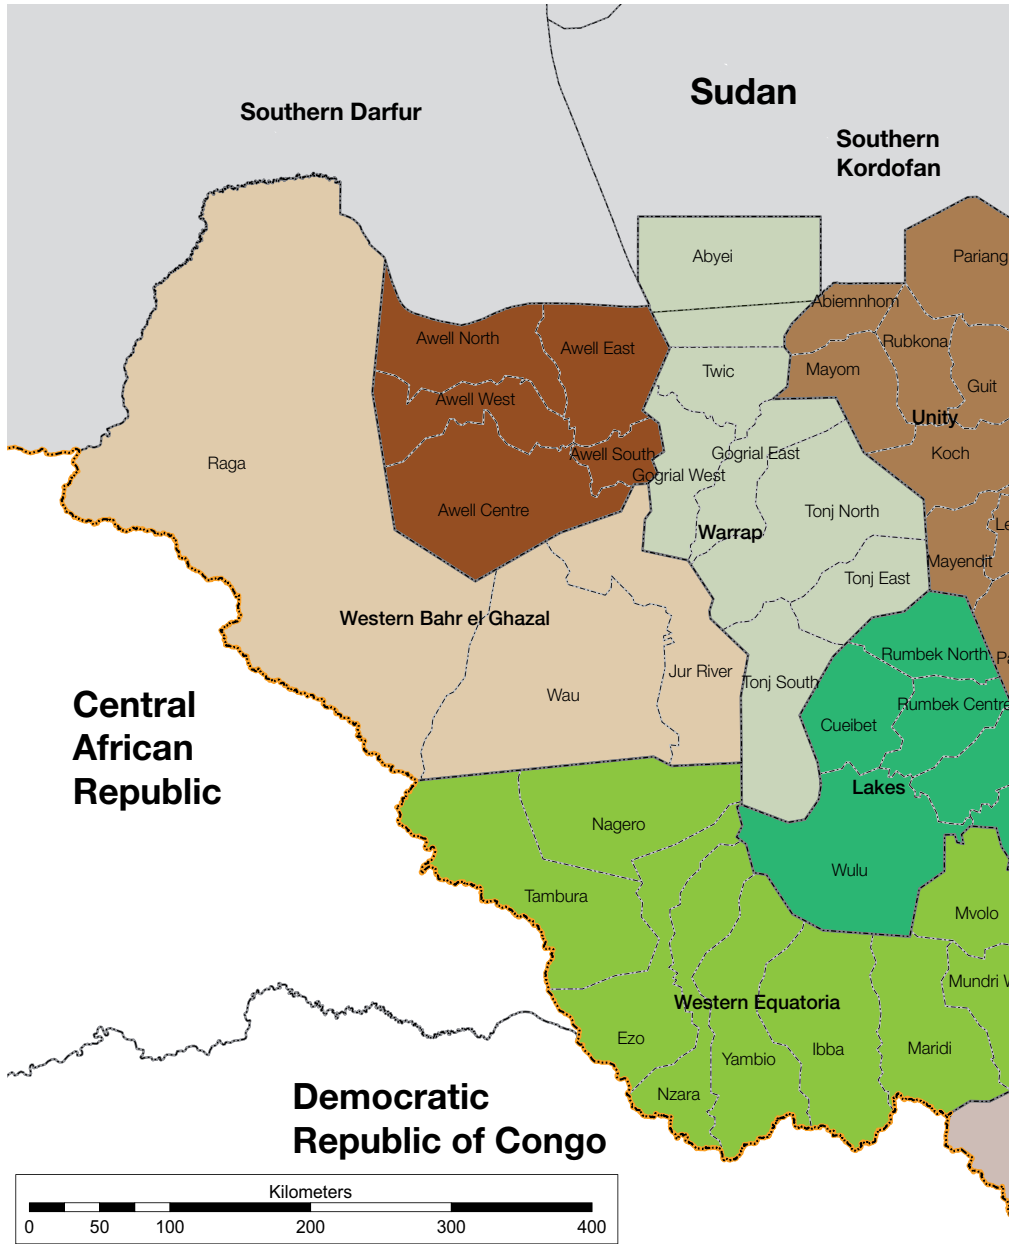 Sudan
Southern Darfur
Southern
Kordofan
Abyei
Pariang
Abiemnhom
Awell North
Awell East
Rubkona
Twic
Mayom
Guit
Awell West
Unity
Raga
Awell South
Gogrial East
Koch
Gogrial West
Awell Centre
Tonj North
Le
Warrap
Mayendit
Tonj East
Western Bahr el Ghazal
Rumbek North
Pa
Jur River
Tonj South
Wau
Rumbek Centre
Cueibet
Central
African
Republic
Lakes
Nagero
Wulu
Tambura
Mvolo
Mundri W
Western Equatoria
Ezo
Yambio
Ibba
Maridi
Nzara
Democratic
Republic of Congo
Kilometers
0 50 100 200 300 400